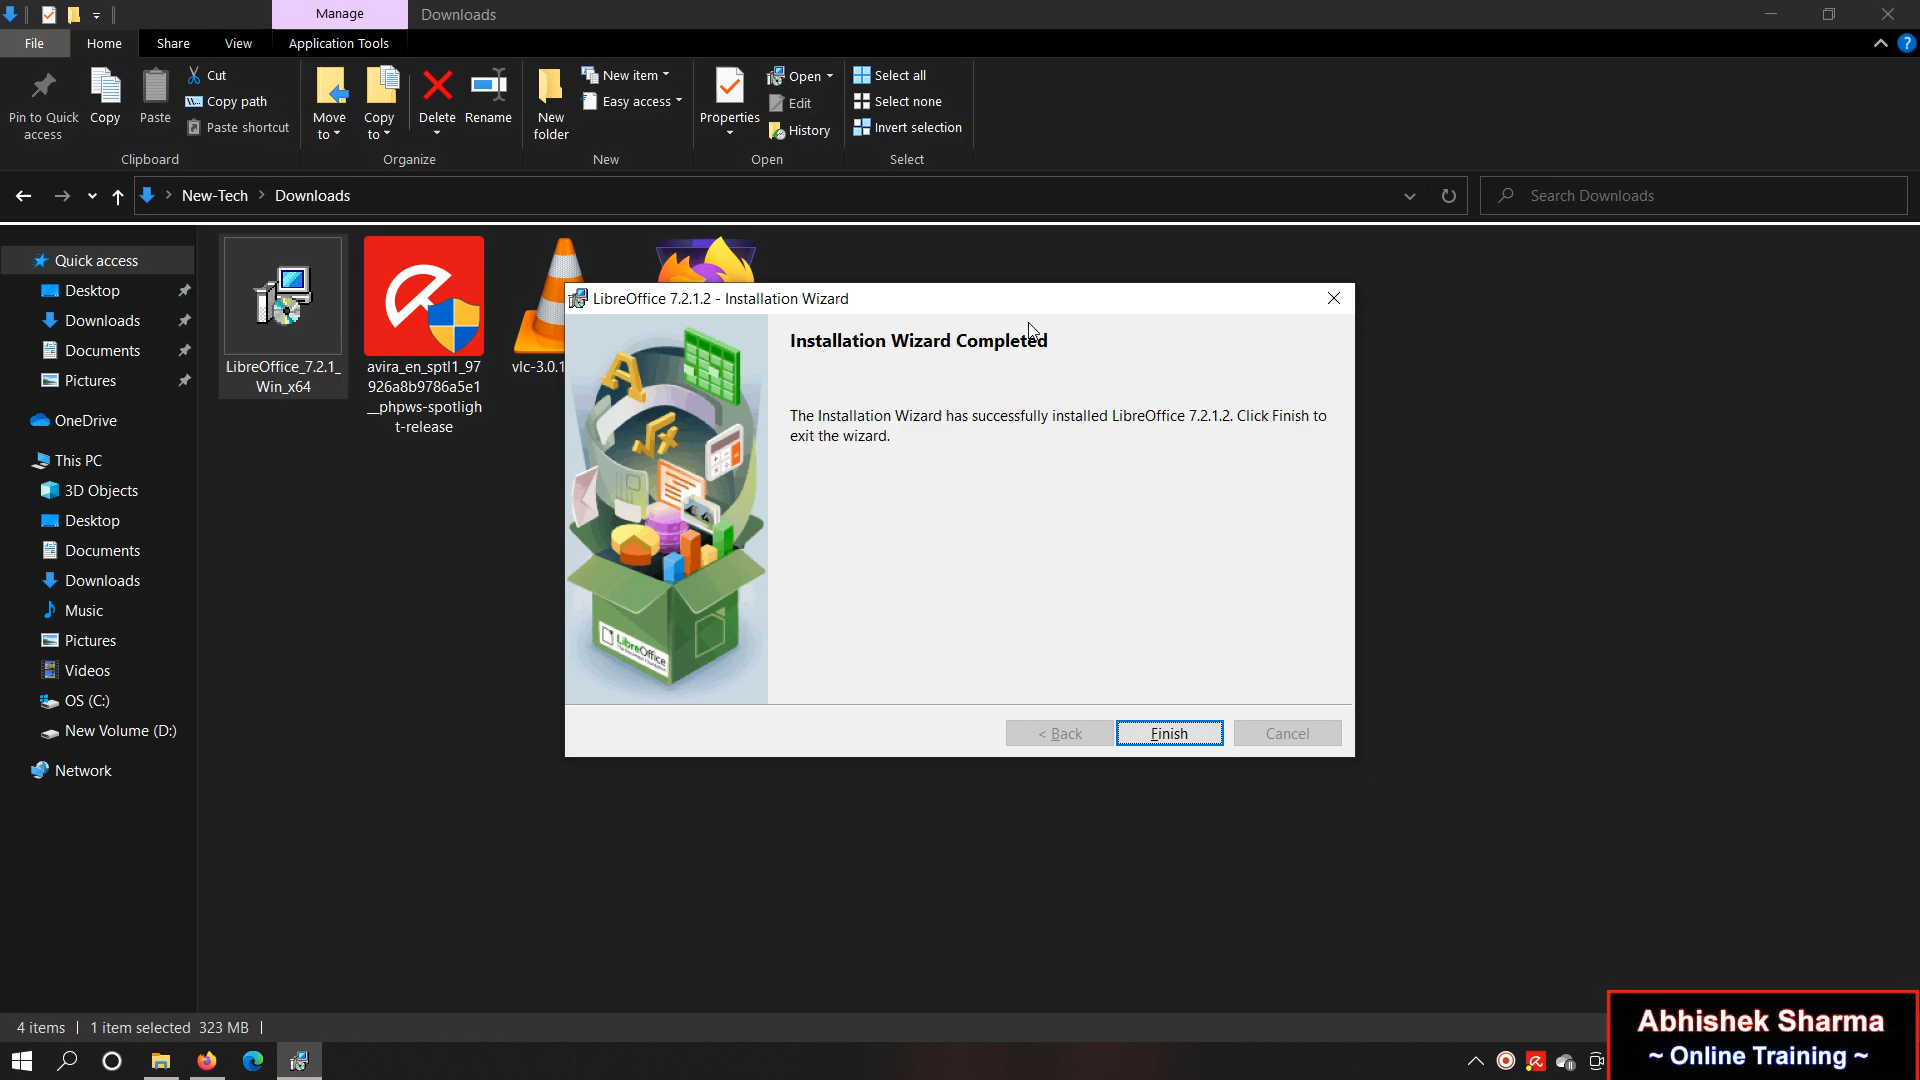 Manage
Downloads
File
Home
Share
View
Application Tools
Pin to Quick
access
Copy
Paste
Cut
Copy path
Paste shortcut
Clipboard
Move
to
Copy
to
Delete
Rename
Organize
New
folder
New item
Easy access
New
Properties
Open
Edit
History
Open
Select all
Select none
Invert selection
Select
New-Tech > Downloads
Search Downloads
Quick access
Desktop
Downloads
Documents
Pictures
OneDrive
This PC
3D Objects
Desktop
Documents
Downloads
Music
Pictures
Videos
OS (C:)
New Volume (D:)
Network
LibreOffice_7.2.1_
Win_x64
avira_en_sptl1_97
926a8b9786a5e1
__phpws-spotligh
t-release
vlc-3.0.1
LibreOffice 7.2.1.2 - Installation Wizard
Installation Wizard Completed
The Installation Wizard has successfully installed LibreOffice 7.2.1.2. Click Finish to
exit the wizard.
LibreOffice
The Document Foundation
< Back
Finish
Cancel
4 items
1 item selected 323 MB
Abhishek Sharma
~ Online Training ~